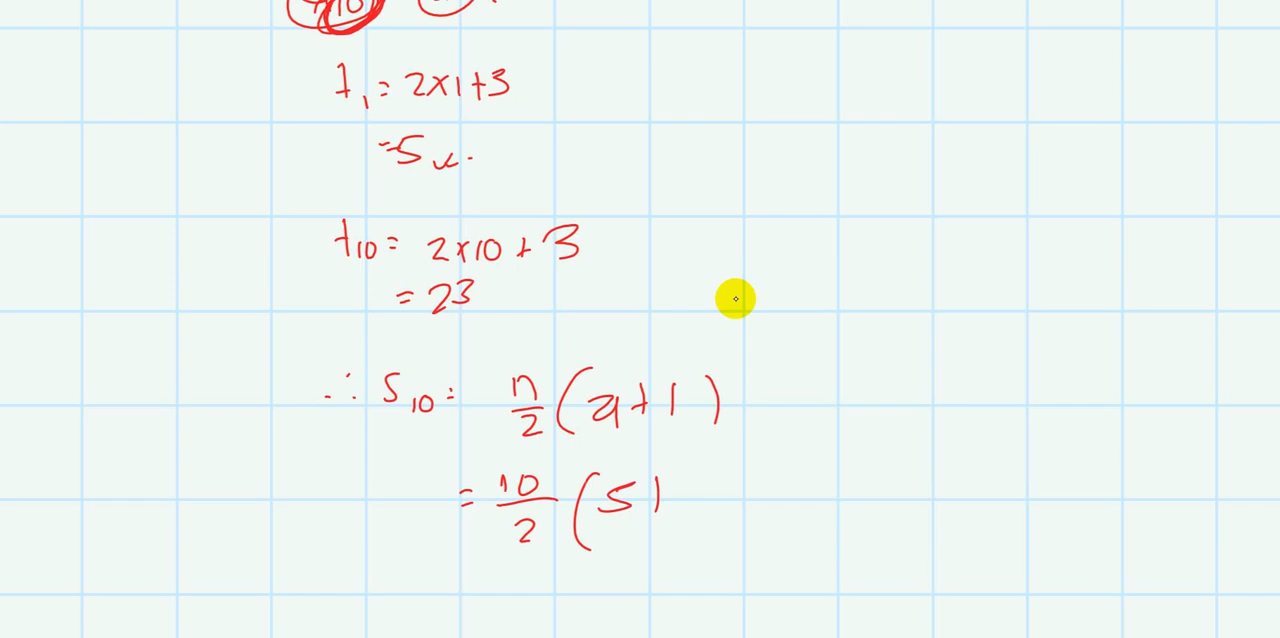 t₁ = 2×1+3
=5
t₁₀ = 2×10+3
= 23
∴ S₁₀ = n/2 (a+l)
= 10/2 (5